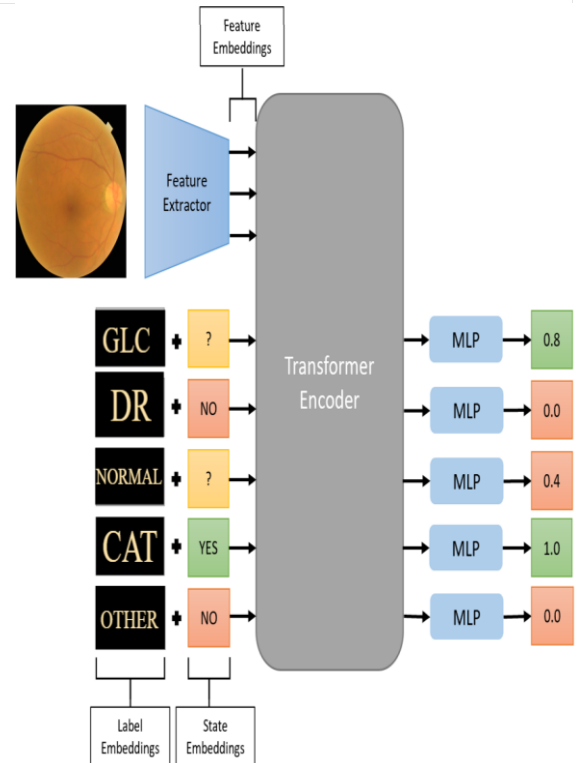 Feature
Embeddings
Feature
Extractor
Transformer
Encoder
GLC + ? MLP 0.8
DR + NO MLP 0.0
NORMAL + ? MLP 0.4
CAT + YES MLP 1.0
OTHER + NO MLP 0.0
Label
Embeddings
State
Embeddings